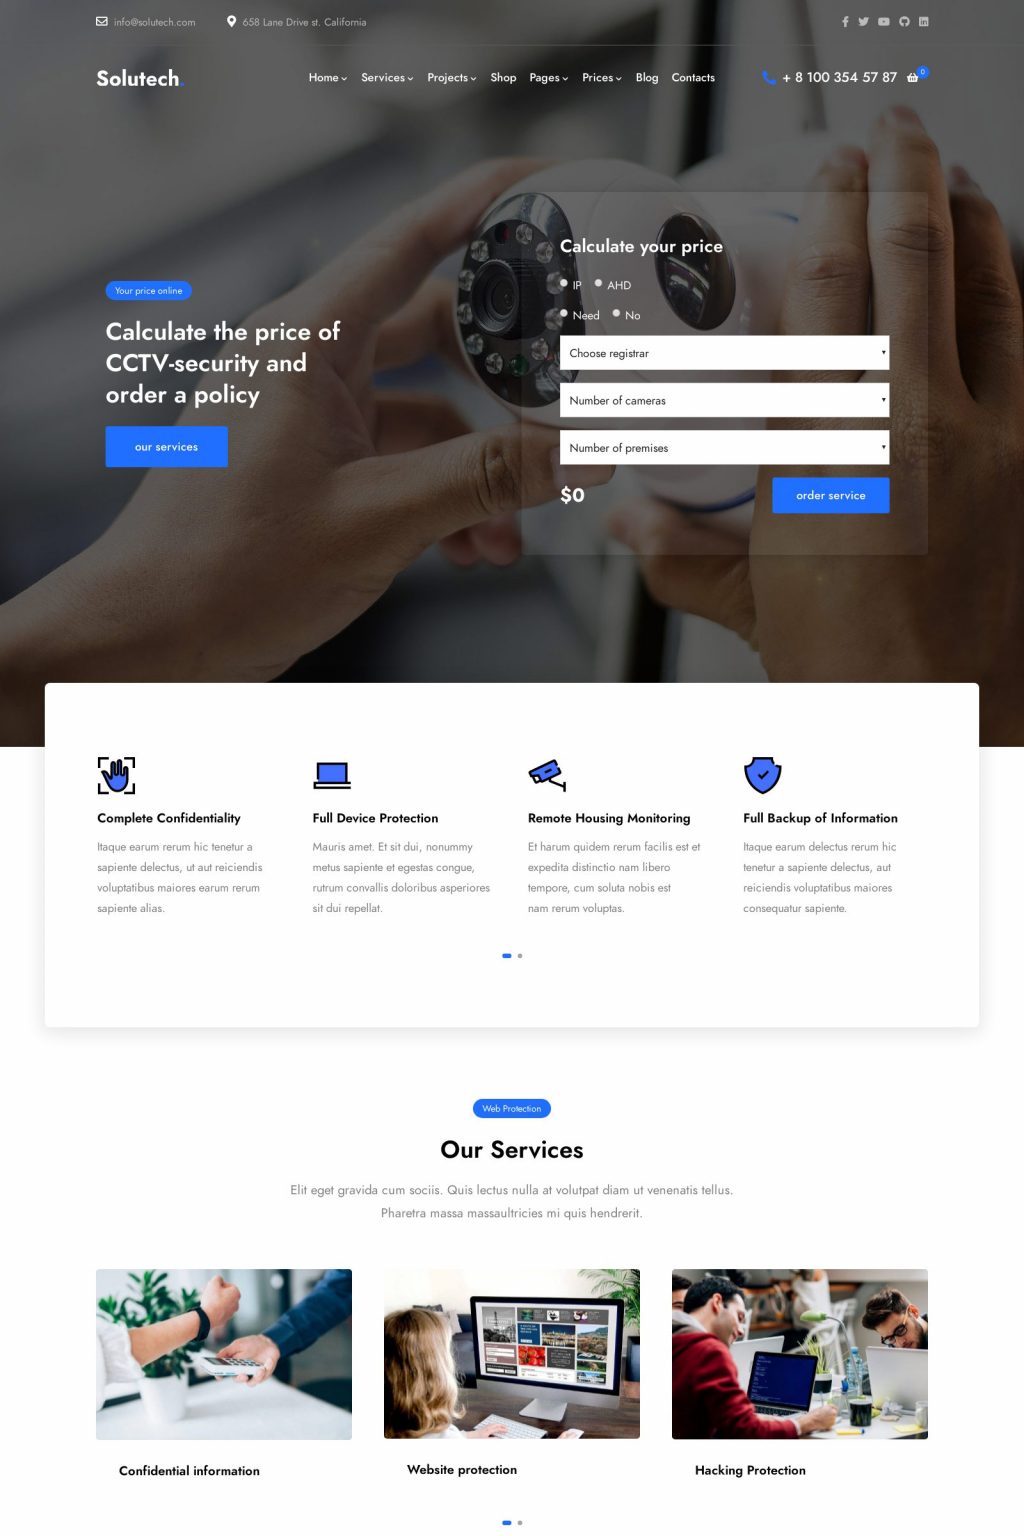 info@solutech.com
658 Lane Drive st. California
Solutech.
Home Services Projects Shop Pages Prices Blog Contacts
+ 8 100 354 57 87
0
Your price online
Calculate the price of
CCTV-security and
order a policy
our services
Calculate your price
IP AHD
Need No
Choose registrar
Number of cameras
Number of premises
$0
order service
Complete Confidentiality
Itaque earum rerum hic tenetur a
sapiente delectus, ut aut reiciendis
voluptatibus maiores earum rerum
sapiente alias.
Full Device Protection
Mauris amet. Et sit dui, nonummy
metus sapiente et egestas congue,
rutrum convallis doloribus asperiores
sit dui repellat.
Remote Housing Monitoring
Et harum quidem rerum facilis est et
expedita distinctio nam libero
tempore, cum soluta nobis est
nam rerum voluptas.
Full Backup of Information
Itaque earum delectus rerum hic
tenetur a sapiente delectus, aut
reiciendis voluptatibus maiores
consequatur sapiente.
Web Protection
Our Services
Elit eget gravida cum sociis. Quis lectus nulla at volutpat diam ut venenatis tellus.
Pharetra massa massaultricies mi quis hendrerit.
Confidential information
Website protection
Hacking Protection